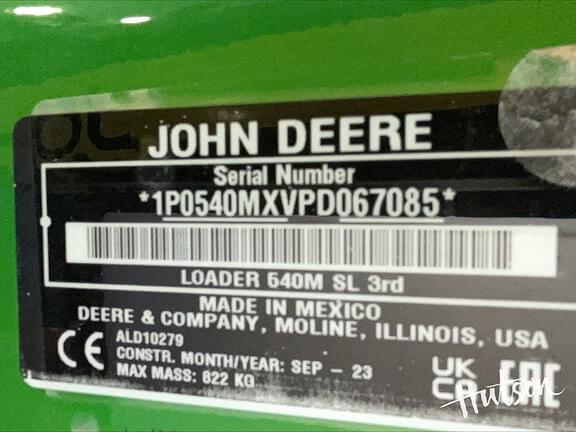 JOHN DEERE
Serial Number
*1P0540MXVPD067085*
LOADER 540M SL 3rd
MADE IN MEXICO
DEERE & COMPANY, MOLINE, ILLINOIS, USA
ALD10279
CE
CONSTR. MONTH/YEAR: SEP - 23
MAX MASS: 822 KG
UK
CA
EAC
Hutson